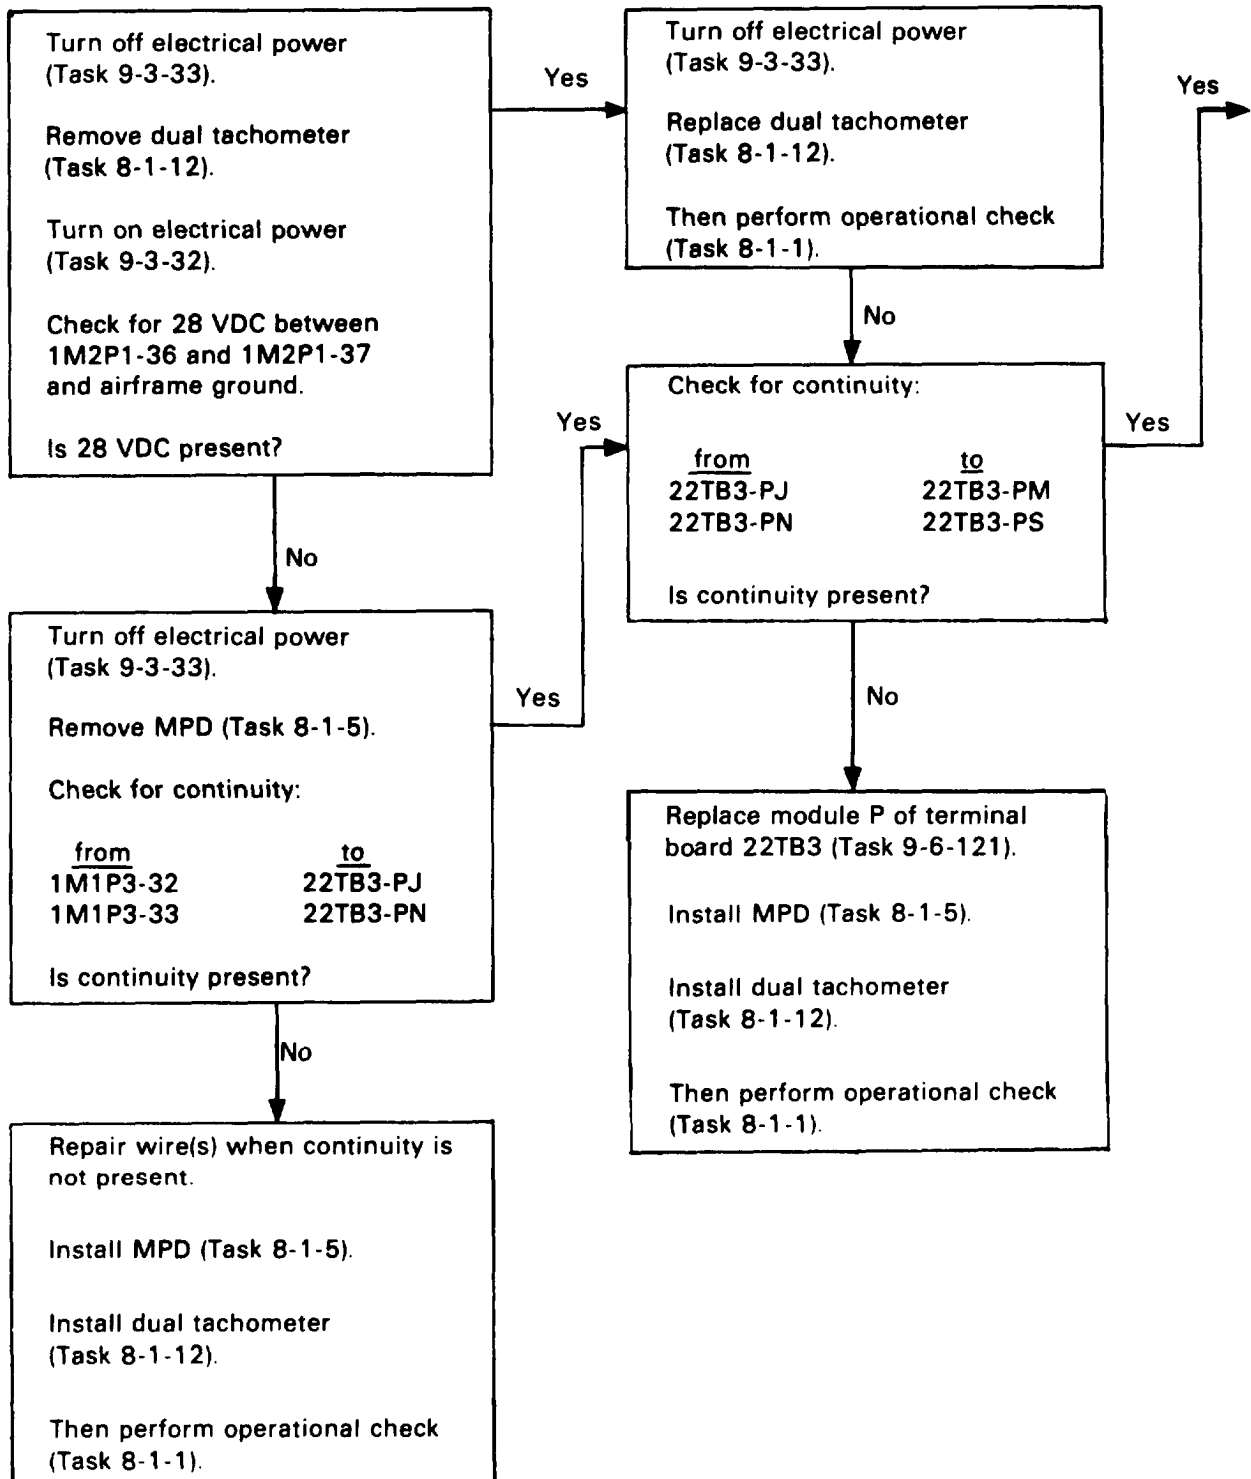 Turn off electrical power
(Task 9-3-33).
Remove dual tachometer
(Task 8-1-12).
Turn on electrical power
(Task 9-3-32).
Check for 28 VDC between
1M2P1-36 and 1M2P1-37
and airframe ground.
Is 28 VDC present?
Yes
Turn off electrical power
(Task 9-3-33).
Replace dual tachometer
(Task 8-1-12).
Then perform operational check
(Task 8-1-1).
Yes
No
No
Turn off electrical power
(Task 9-3-33).
Remove MPD (Task 8-1-5).
Check for continuity:
from to
1M1P3-32 22TB3-PJ
1M1P3-33 22TB3-PN
Is continuity present?
Yes
Yes
Check for continuity:
from to
22TB3-PJ 22TB3-PM
22TB3-PN 22TB3-PS
Is continuity present?
Yes
No
No
Repair wire(s) when continuity is
not present.
Install MPD (Task 8-1-5).
Install dual tachometer
(Task 8-1-12).
Then perform operational check
(Task 8-1-1).
Replace module P of terminal
board 22TB3 (Task 9-6-121).
Install MPD (Task 8-1-5).
Install dual tachometer
(Task 8-1-12).
Then perform operational check
(Task 8-1-1).